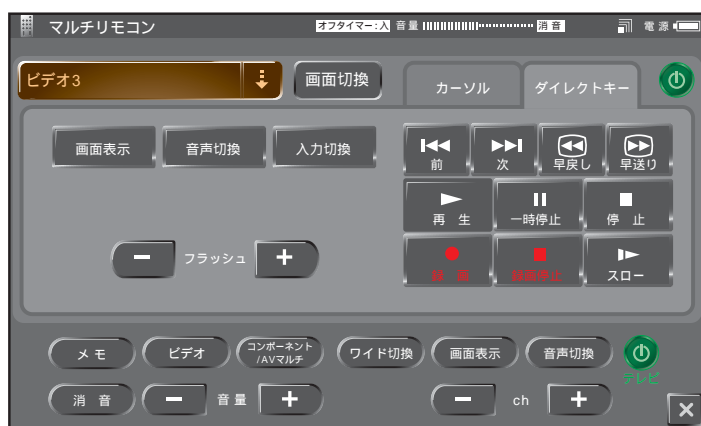 マルチリモコン
オフタイマー:入 音量 消音
電源
ビデオ3
画面切換
カーソル
ダイレクトキー
画面表示
音声切換
入力切換
前
次
早戻し
早送り
再生
一時停止
停止
録画
録画停止
スロー
フラッシュ
メモ
ビデオ
コンポーネント
/AVマルチ
ワイド切換
画面表示
音声切換
テレビ
消音
音量
ch